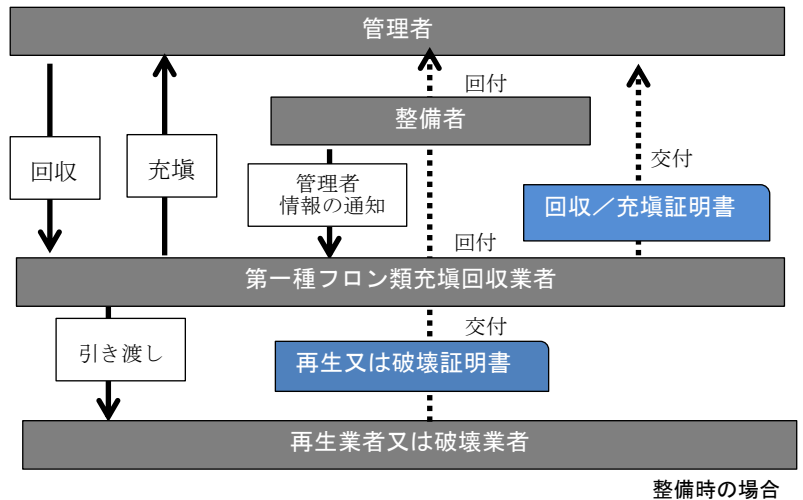 管理者
回付
整備者
回収
充塡
管理者
情報の通知
交付
回収／充塡証明書
回付
第一種フロン類充塡回収業者
交付
引き渡し
再生又は破壊証明書
再生業者又は破壊業者
整備時の場合